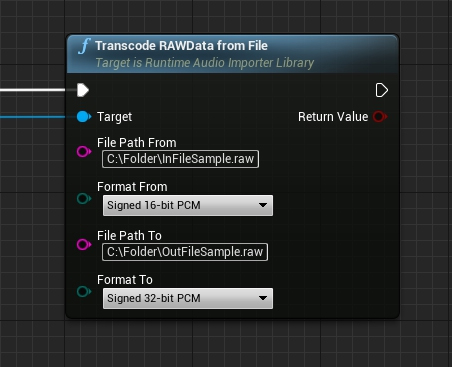 f Transcode RAWData from File
Target is Runtime Audio Importer Library
Target
Return Value
File Path From
C:\Folder\InFileSample.raw
Format From
Signed 16-bit PCM
File Path To
C:\Folder\OutFileSample.raw
Format To
Signed 32-bit PCM